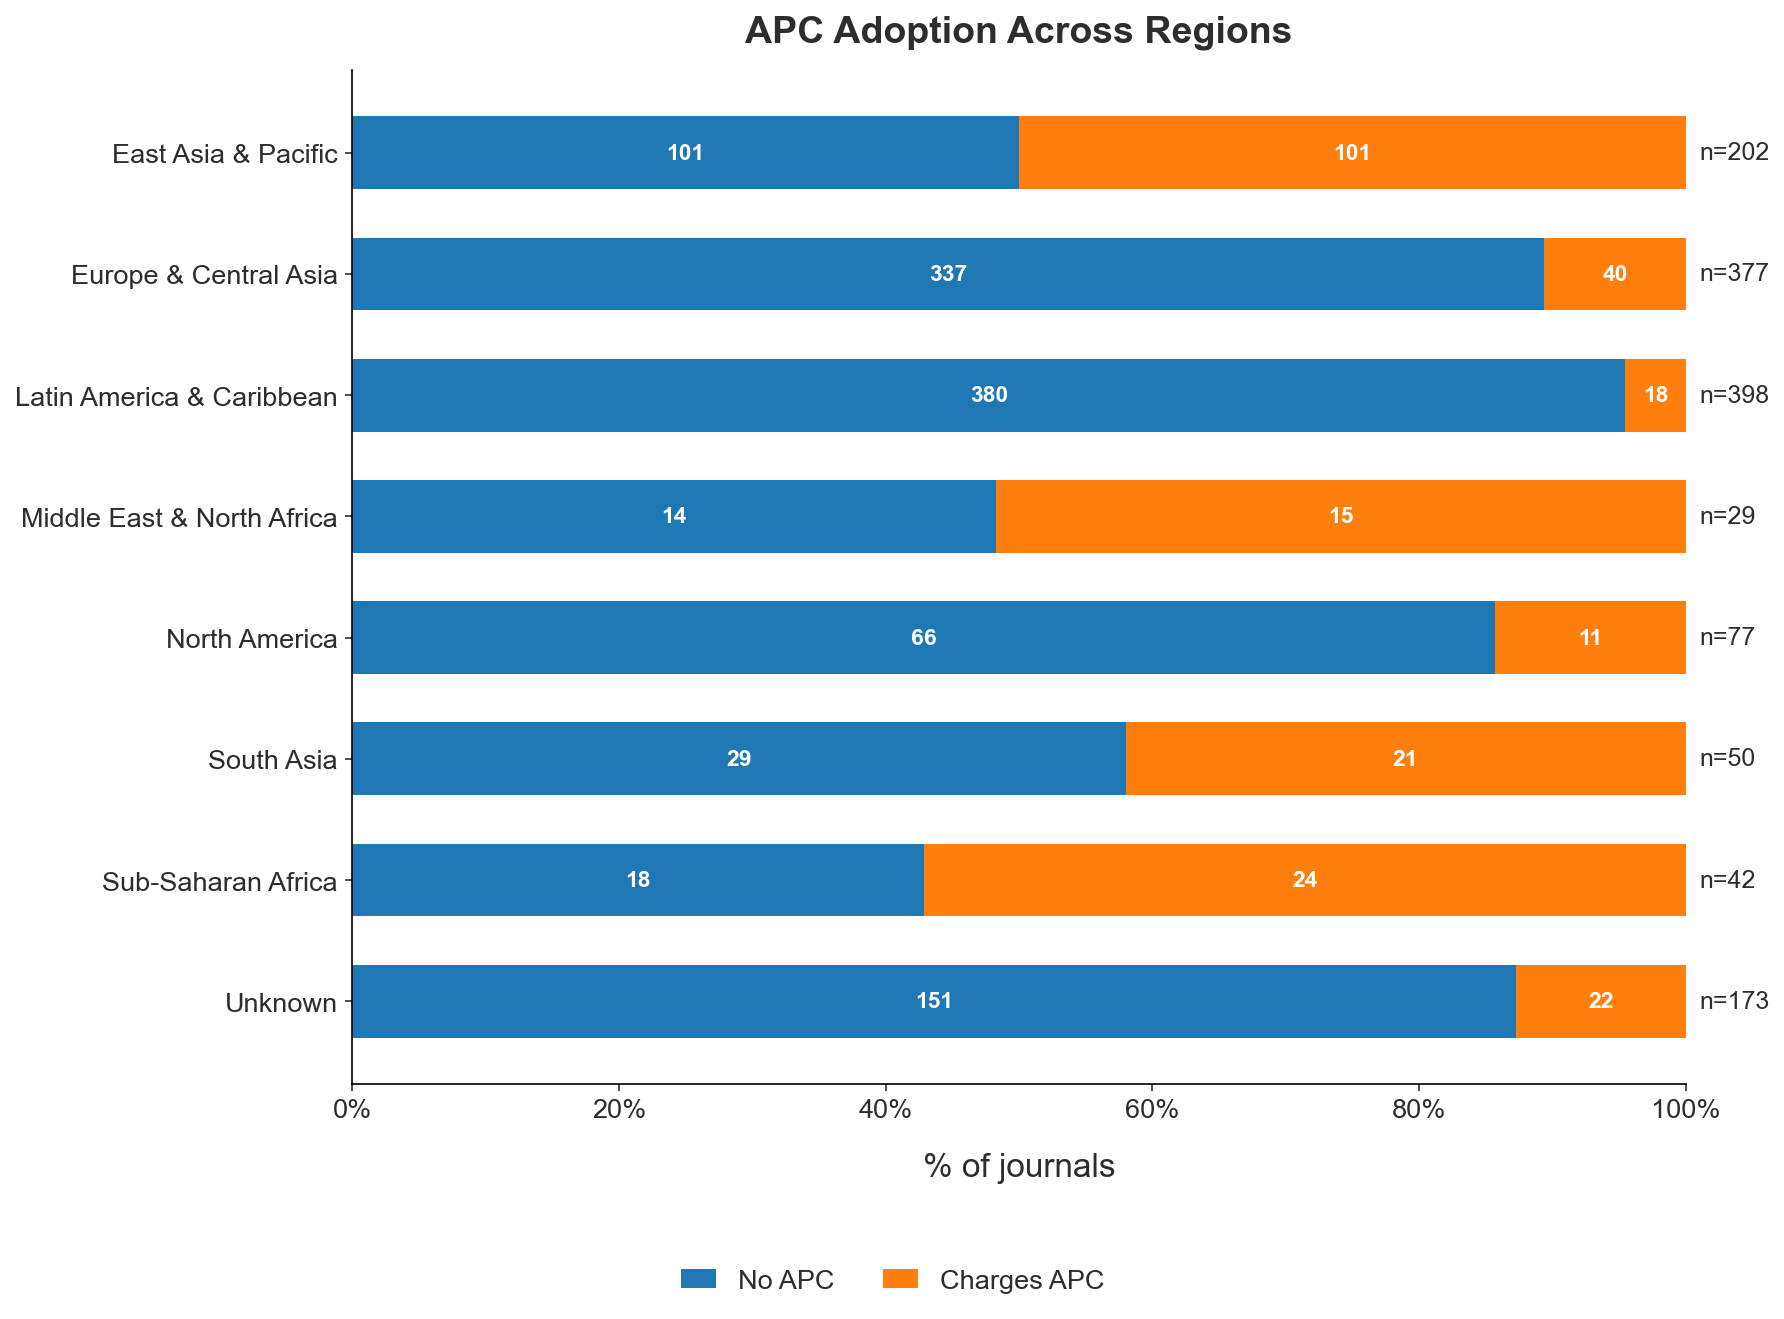 APC Adoption Across Regions
East Asia & Pacific 101 101 n=202
Europe & Central Asia 337 40 n=377
Latin America & Caribbean 380 18 n=398
Middle East & North Africa 14 15 n=29
North America 66 11 n=77
South Asia 29 21 n=50
Sub-Saharan Africa 18 24 n=42
Unknown 151 22 n=173
0% 20% 40% 60% 80% 100%
% of journals
No APC Charges APC